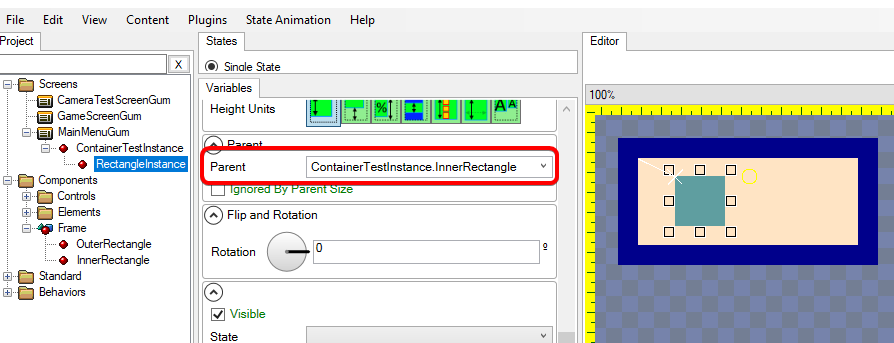 File Edit View Content Plugins State Animation Help
Project
States
Editor
X
Single State
Screens
Variables
100%
CameraTestScreenGum
Height Units
% A A
GameScreenGum
MainMenuGum
Parent
ContainerTestInstance
RectangleInstance
Parent ContainerTestInstance.InnerRectangle
Components
Ignored By Parent Size
Controls
Elements
Flip and Rotation
Frame
OuterRectangle
Rotation 0 º
InnerRectangle
Standard
Behaviors
Visible
State